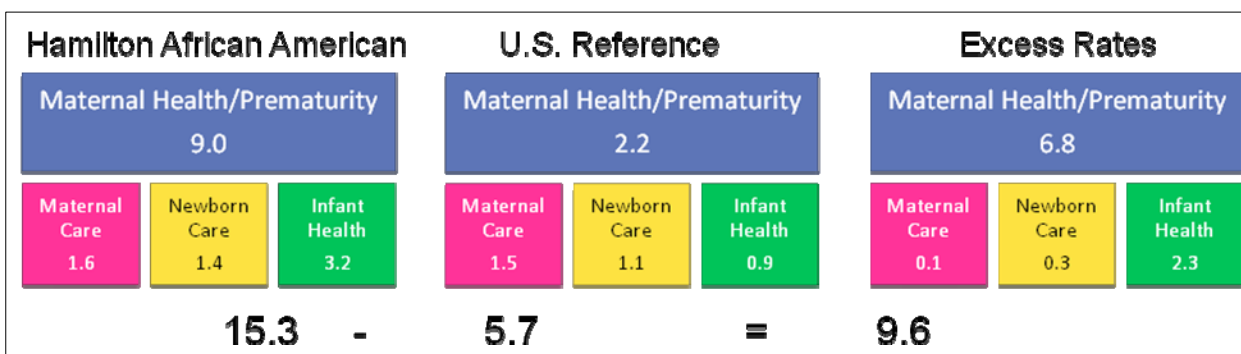 Hamilton African American U.S. Reference Excess Rates
Maternal Health/Prematurity Maternal Health/Prematurity Maternal Health/Prematurity
9.0 2.2 6.8
Maternal Newborn Infant Maternal Newborn Infant Maternal Newborn Infant
Care Care Health Care Care Health Care Care Health
1.6 1.4 3.2 1.5 1.1 0.9 0.1 0.3 2.3
15.3 - 5.7 = 9.6